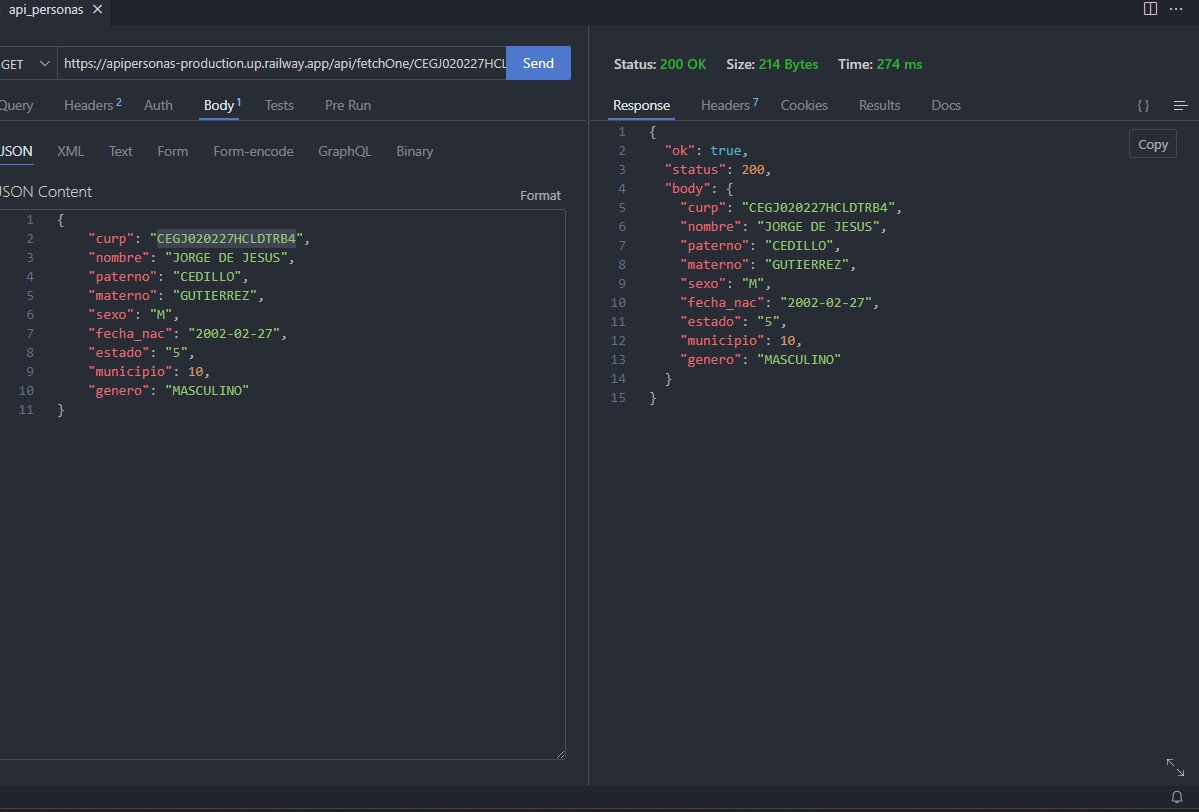 api_personas
GET https://apipersonas-production.up.railway.app/api/fetchOne/CEGJ020227HCL Send
Query Headers 2 Auth Body 1 Tests Pre Run
JSON XML Text Form Form-encode GraphQL Binary
JSON Content Format
1 {
2 "curp": "CEGJ020227HCLDTRB4",
3 "nombre": "JORGE DE JESUS",
4 "paterno": "CEDILLO",
5 "materno": "GUTIERREZ",
6 "sexo": "M",
7 "fecha_nac": "2002-02-27",
8 "estado": "5",
9 "municipio": 10,
10 "genero": "MASCULINO"
11 }
Status: 200 OK Size: 214 Bytes Time: 274 ms
Response Headers 7 Cookies Results Docs { }
Copy
1 {
2 "ok": true,
3 "status": 200,
4 "body": {
5 "curp": "CEGJ020227HCLDTRB4",
6 "nombre": "JORGE DE JESUS",
7 "paterno": "CEDILLO",
8 "materno": "GUTIERREZ",
9 "sexo": "M",
10 "fecha_nac": "2002-02-27",
11 "estado": "5",
12 "municipio": 10,
13 "genero": "MASCULINO"
14 }
15 }